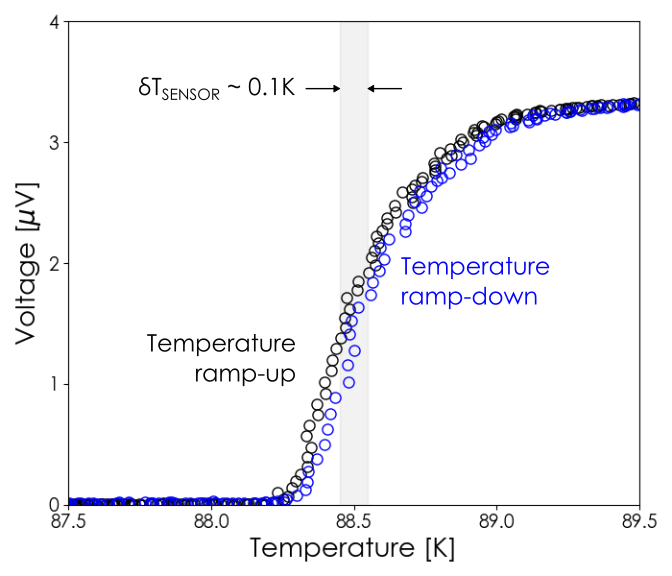 4
δT_SENSOR ~ 0.1K
3
Voltage [μV]
2
Temperature
ramp-down
Temperature
ramp-up
1
0
87.5 88.0 88.5 89.0 89.5
Temperature [K]